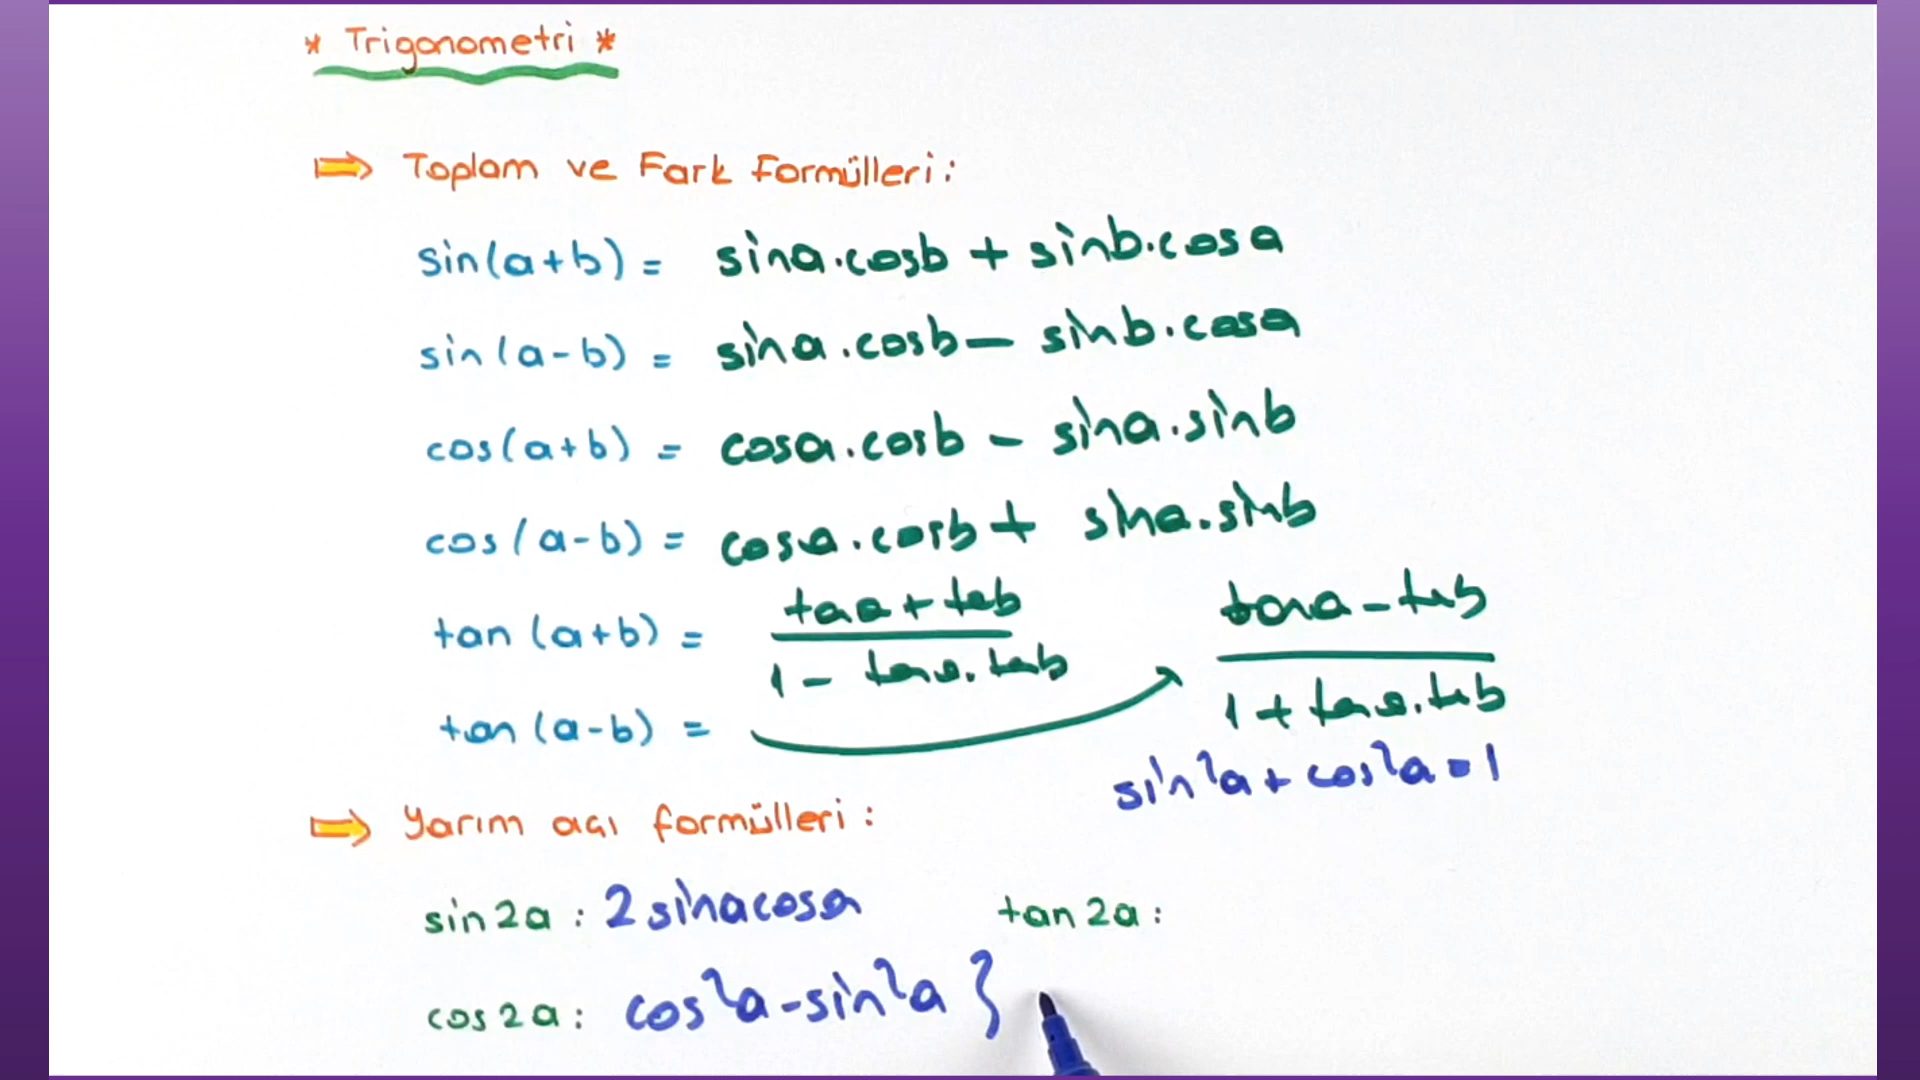 * Trigonometri *
Toplam ve Fark Formülleri:
sin(a+b) = sina.cosb + sinb.cosa
sin(a-b) = sina.cosb - sinb.cosa
cos(a+b) = cosa.cosb - sina.sinb
cos(a-b) = cosa.cosb + sina.sinb
tan(a+b) =
tana + tanb
1 - tana.tanb
tan(a-b) =
tana - tanb
1 + tana.tanb
sin²a + cos²a = 1
Yarım açı formülleri:
sin2a: 2sinacosa
tan2a:
cos2a: cos²a - sin²a }